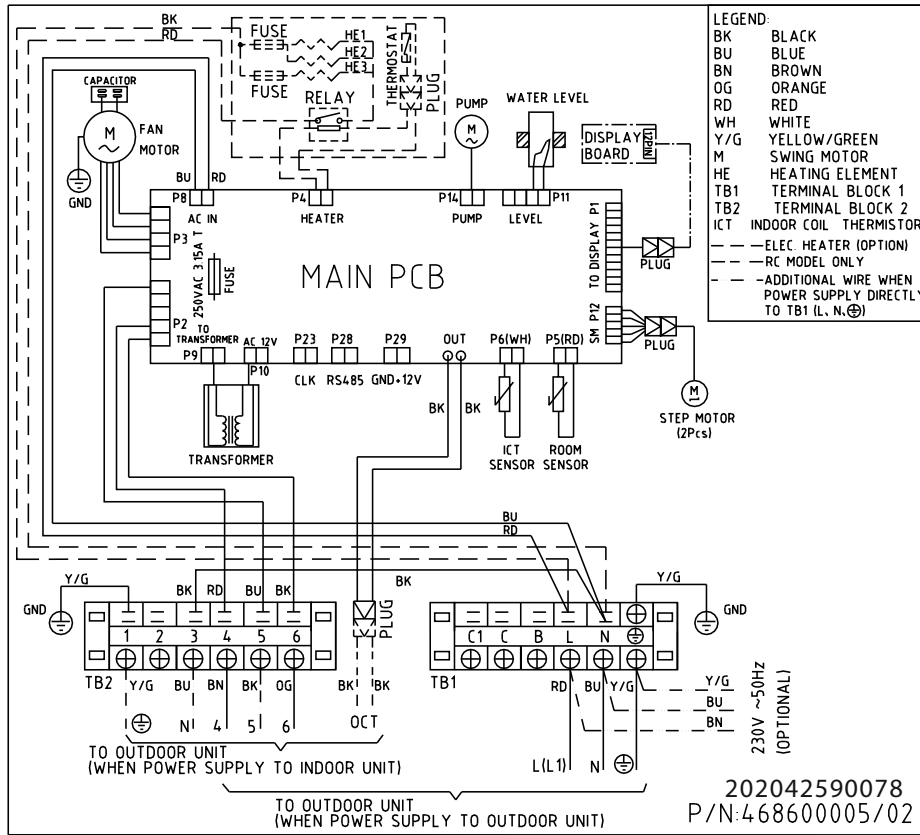 BK
RD
FUSE
HE1
HE2
HE3
FUSE
RELAY
THERMOSTAT
PLUG
CAPACITOR
M
FAN
MOTOR
GND
BU RD
PUMP
M
WATER LEVEL
DISPLAY
BOARD
12PIN
LEGEND:
BK BLACK
BU BLUE
BN BROWN
OG ORANGE
RD RED
WH WHITE
Y/G YELLOW/GREEN
M SWING MOTOR
HE HEATING ELEMENT
TB1 TERMINAL BLOCK 1
TB2 TERMINAL BLOCK 2
ICT INDOOR COIL THERMISTOR
ELEC. HEATER (OPTION)
RC MODEL ONLY
ADDITIONAL WIRE WHEN
POWER SUPPLY DIRECTLY
TO TB1 (L, N, ⏚)
P8
AC IN
P4
HEATER
P14
PUMP
P11
LEVEL
P3
250VAC 3.15A T
FUSE
MAIN PCB
TO DISPLAY P1
PLUG
P2
TO
TRANSFORMER
P9
AC 12V
P10
P23
CLK
P28
RS485
P29
GND+12V
OUT
P6(WH)
P5(RD)
SM P12
PLUG
M
STEP MOTOR
(2Pcs)
TRANSFORMER
BK BK
ICT
SENSOR
ROOM
SENSOR
BU
RD
Y/G
BK RD BU BK
BK
Y/G
GND
1 2 3 4 5 6
PLUG
C1 C B L N ⏚
GND
TB2
Y/G BU BN BK OG
BK BK
TB1
RD BU Y/G
Y/G
BU
BN
230V ~50Hz
(OPTIONAL)
⏚ N 4 5 6
OCT
TO OUTDOOR UNIT
(WHEN POWER SUPPLY TO INDOOR UNIT)
L(L1) N ⏚
TO OUTDOOR UNIT
(WHEN POWER SUPPLY TO OUTDOOR UNIT)
202042590078
P/N:468600005/02